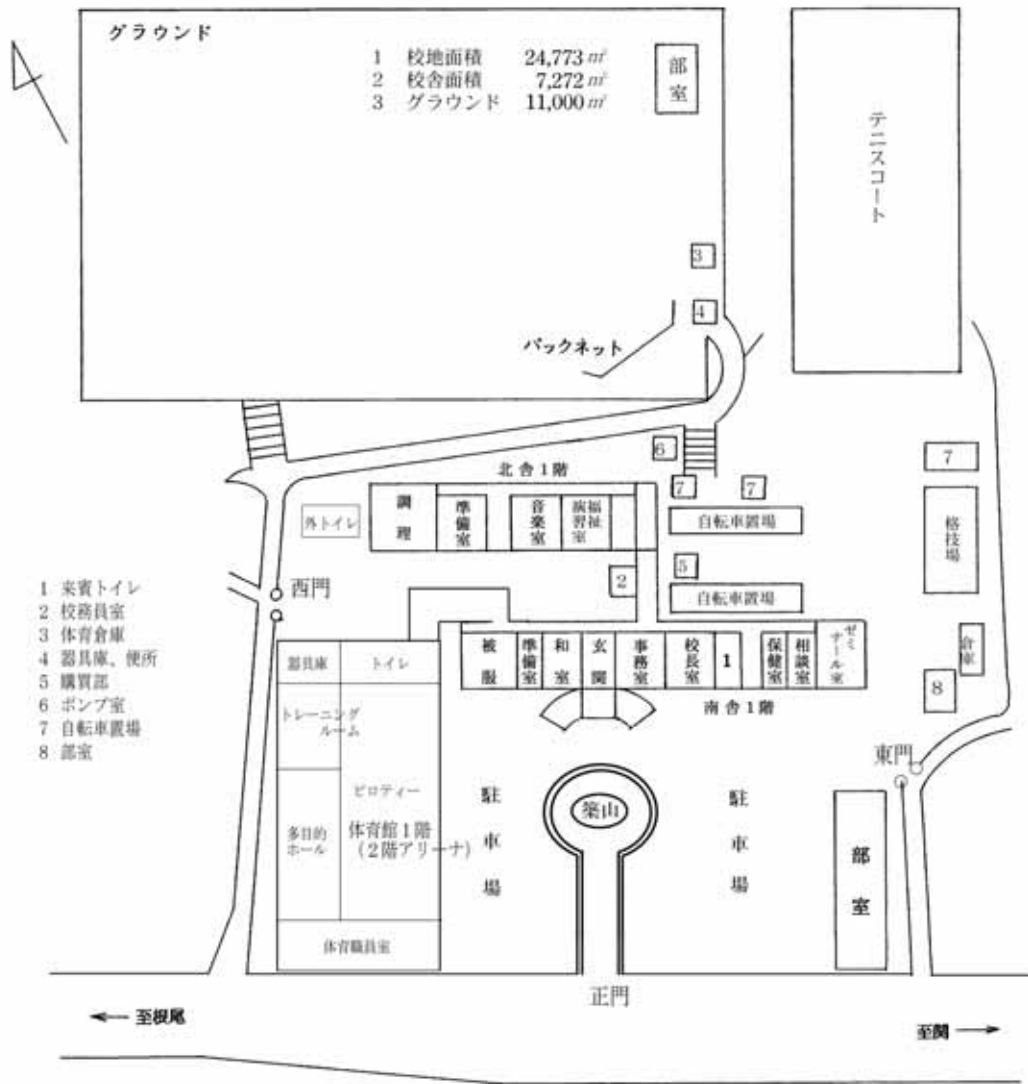 グラウンド
1 校地面積 24,773㎡
2 校舎面積 7,272㎡
3 グラウンド 11,000㎡
部室
テニスコート
3
4
バックネット
6
北舎1階
7
7
7
外トイレ
調理
準備室
音楽室
福祉演習室
自転車置場
格技場
5
2
自転車置場
西門
1 来賓トイレ
2 校務員室
3 体育倉庫
4 器具庫、便所
5 購買部
6 ポンプ室
7 自転車置場
8 部室
器具庫
トイレ
被服
準備室
和室
玄関
事務室
校長室
1
保健室
相談室
ゼミナール室
倉庫
8
南舎1階
トレーニングルーム
東門
ピロティー
多目的ホール
体育館1階
(2階アリーナ)
駐車場
築山
駐車場
部室
体育職員室
正門
至根尾
至関